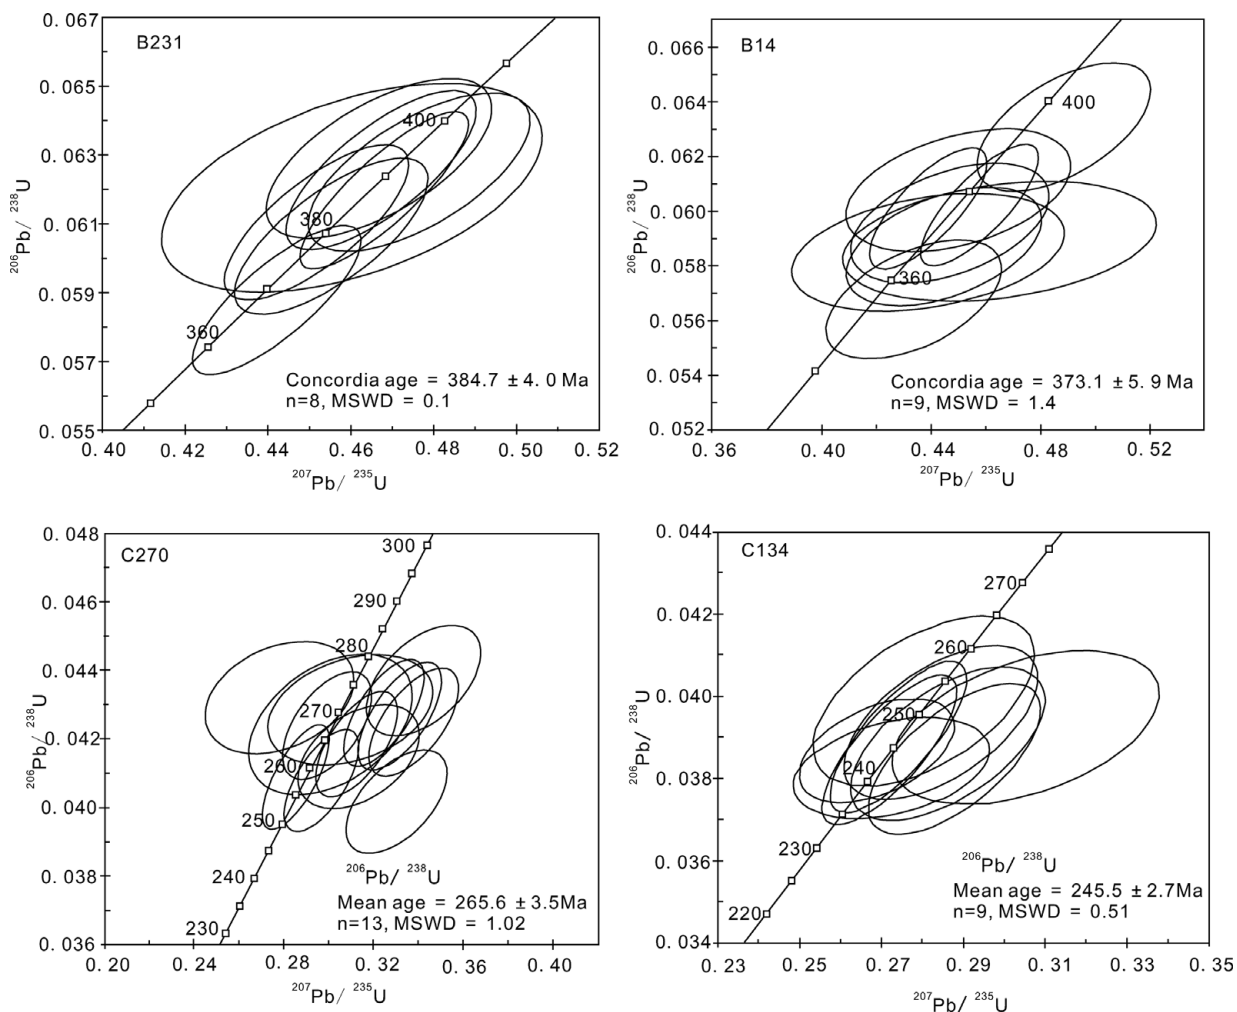 B231
0. 067
0. 065
0. 063
0. 061
0. 059
0. 057
0. 055
400
380
360
Concordia age = 384.7 ± 4. 0 Ma
n=8, MSWD = 0.1
0. 40 0. 42 0. 44 0. 46 0. 48 0. 50 0. 52
207Pb/ 235U
206Pb/ 238U
B14
0. 066
0. 064
0. 062
0. 060
0. 058
0. 056
0. 054
0. 052
400
360
Concordia age = 373.1 ± 5. 9 Ma
n=9, MSWD = 1.4
0. 36 0. 40 0. 44 0. 48 0. 52
207Pb/ 235U
206Pb/ 238U
C270
0. 048
0. 046
0. 044
0. 042
0. 040
0. 038
0. 036
300
290
280
270
260
250
240
230
206Pb/ 238U
Mean age = 265.6 ± 3.5Ma
n=13, MSWD = 1.02
0. 20 0. 24 0. 28 0. 32 0. 36 0. 40
207Pb/ 235U
206Pb/ 238U
C134
0. 044
0. 042
0. 040
0. 038
0. 036
0. 034
270
260
250
240
230
220
206Pb/ 238U
Mean age = 245.5 ± 2.7Ma
n=9, MSWD = 0.51
0. 23 0. 25 0. 27 0. 29 0. 31 0. 33 0. 35
207Pb/ 235U
206Pb/ 238U